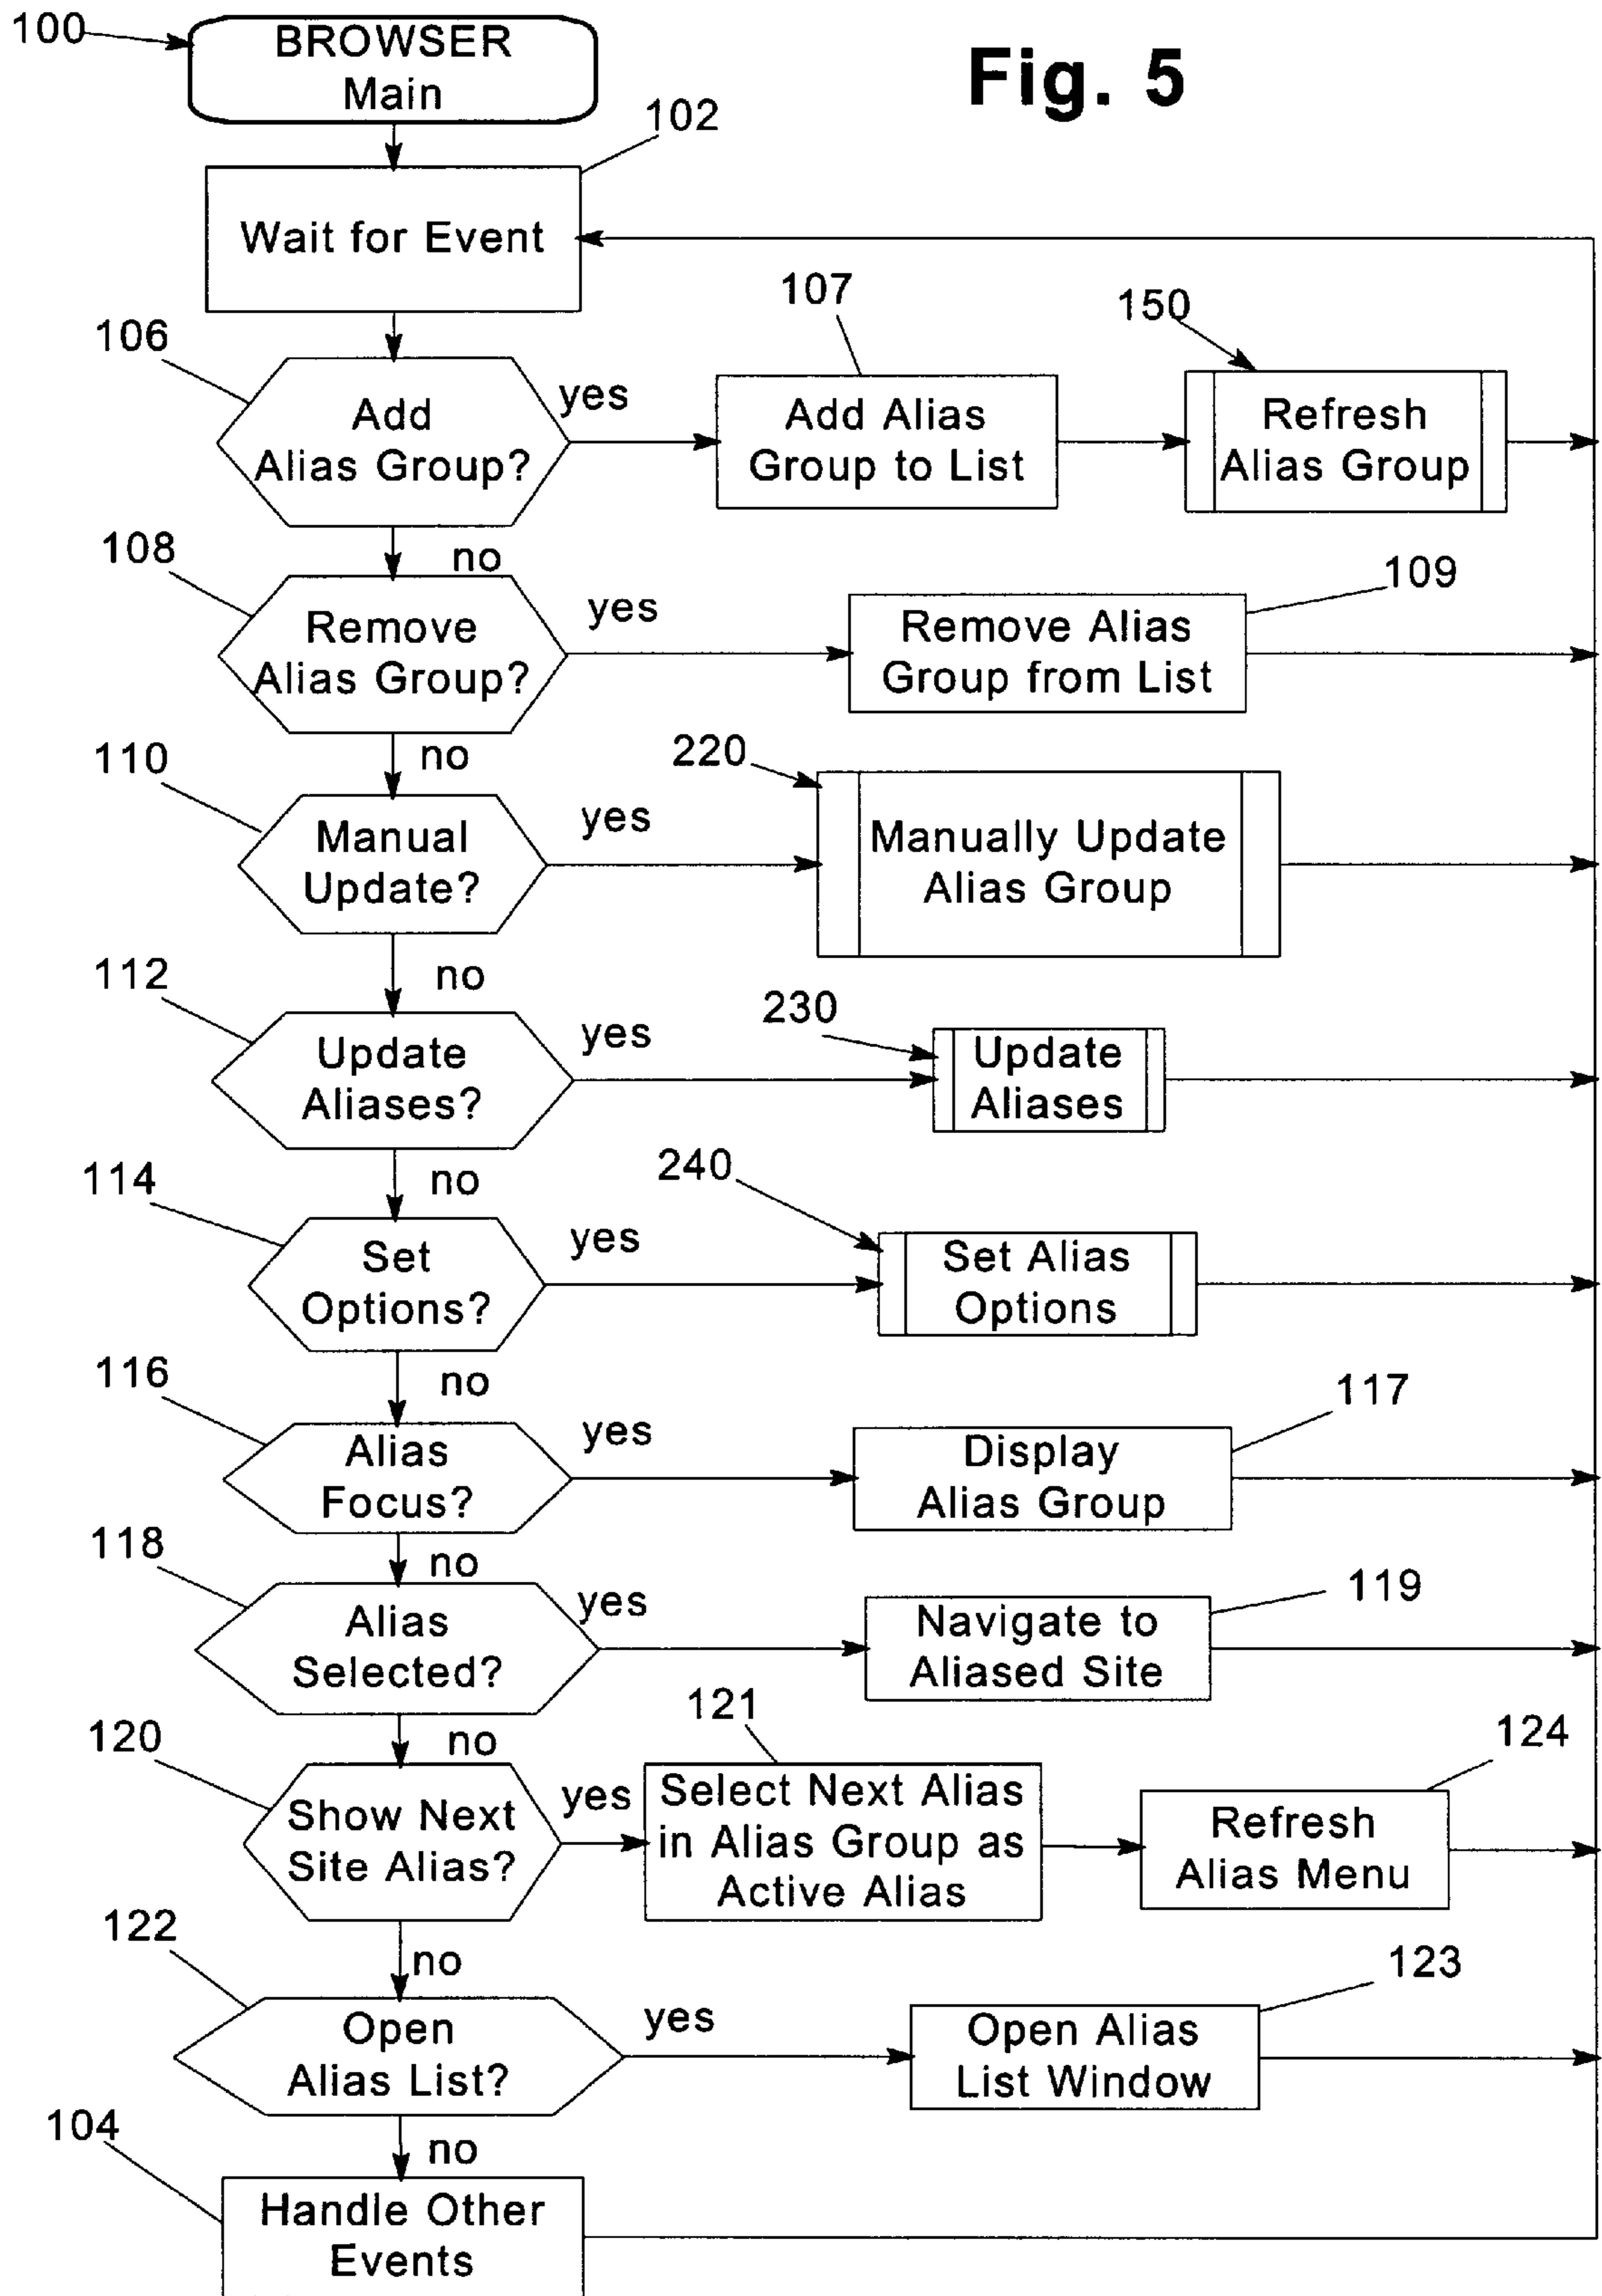 100
BROWSER
Main
Fig. 5
102
Wait for Event
106
Add
Alias Group?
yes
107
Add Alias
Group to List
150
Refresh
Alias Group
no
108
Remove
Alias Group?
yes
109
Remove Alias
Group from List
no
110
Manual
Update?
yes
220
Manually Update
Alias Group
no
112
Update
Aliases?
yes
230
Update
Aliases
no
114
Set
Options?
yes
240
Set Alias
Options
no
116
Alias
Focus?
yes
117
Display
Alias Group
no
118
Alias
Selected?
yes
119
Navigate to
Aliased Site
no
120
Show Next
Site Alias?
yes
121
Select Next Alias
in Alias Group as
Active Alias
124
Refresh
Alias Menu
no
122
Open
Alias List?
yes
123
Open Alias
List Window
no
104
Handle Other
Events